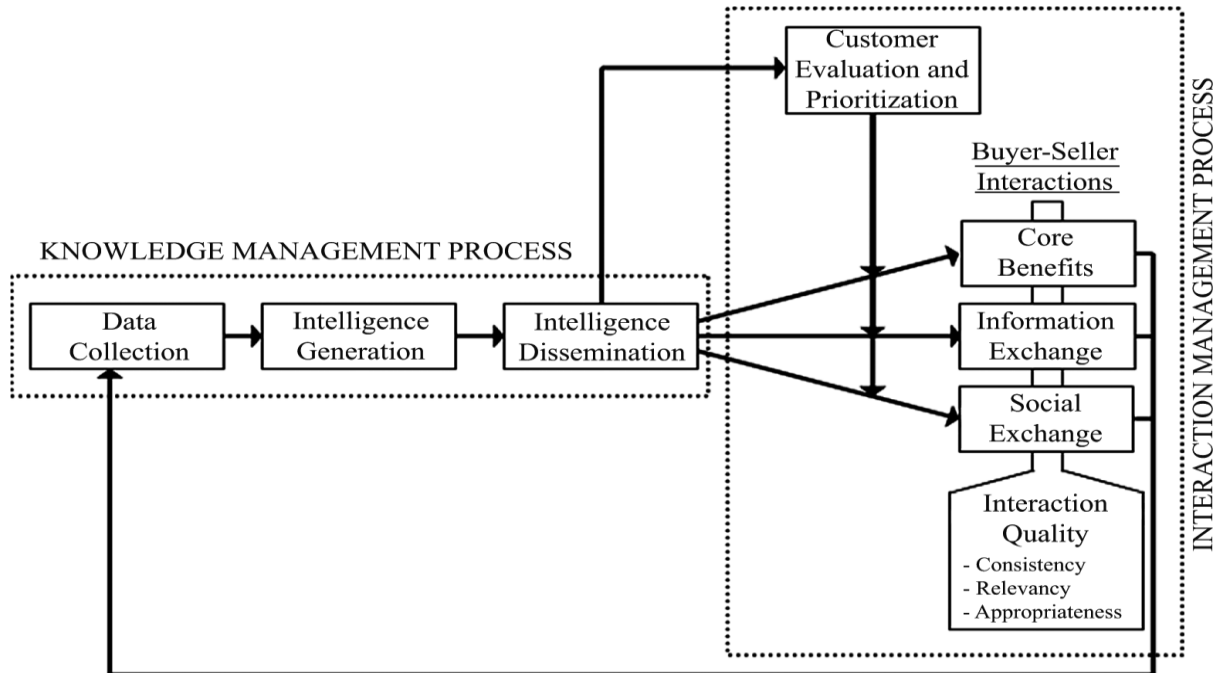 Customer
Evaluation and
Prioritization
Buyer-Seller
Interactions
KNOWLEDGE MANAGEMENT PROCESS
Data
Collection
Intelligence
Generation
Intelligence
Dissemination
Core
Benefits
Information
Exchange
Social
Exchange
Interaction
Quality
- Consistency
- Relevancy
- Appropriateness
INTERACTION MANAGEMENT PROCESS